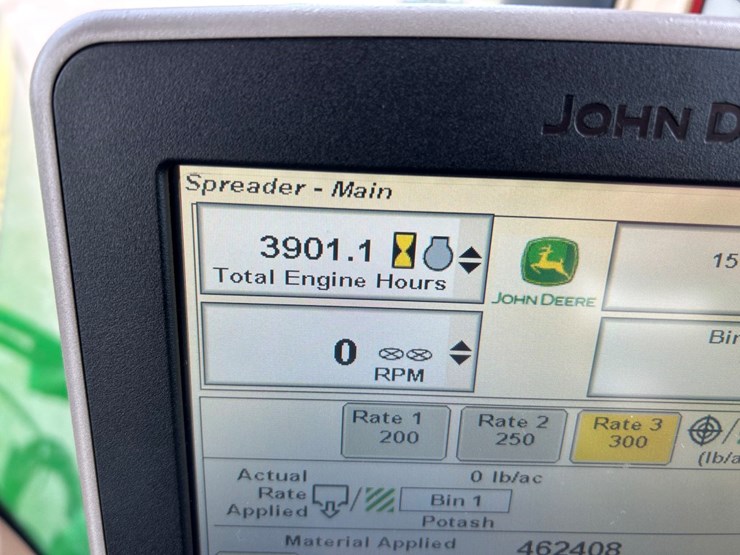 JOHN D
Spreader - Main
3901.1
Total Engine Hours
JOHN DEERE
15
0
RPM
Bin
Rate 1
200
Rate 2
250
Rate 3
300
(lb/a
Actual
Rate
Applied
/
0 lb/ac
Bin 1
Potash
Material Applied
462408